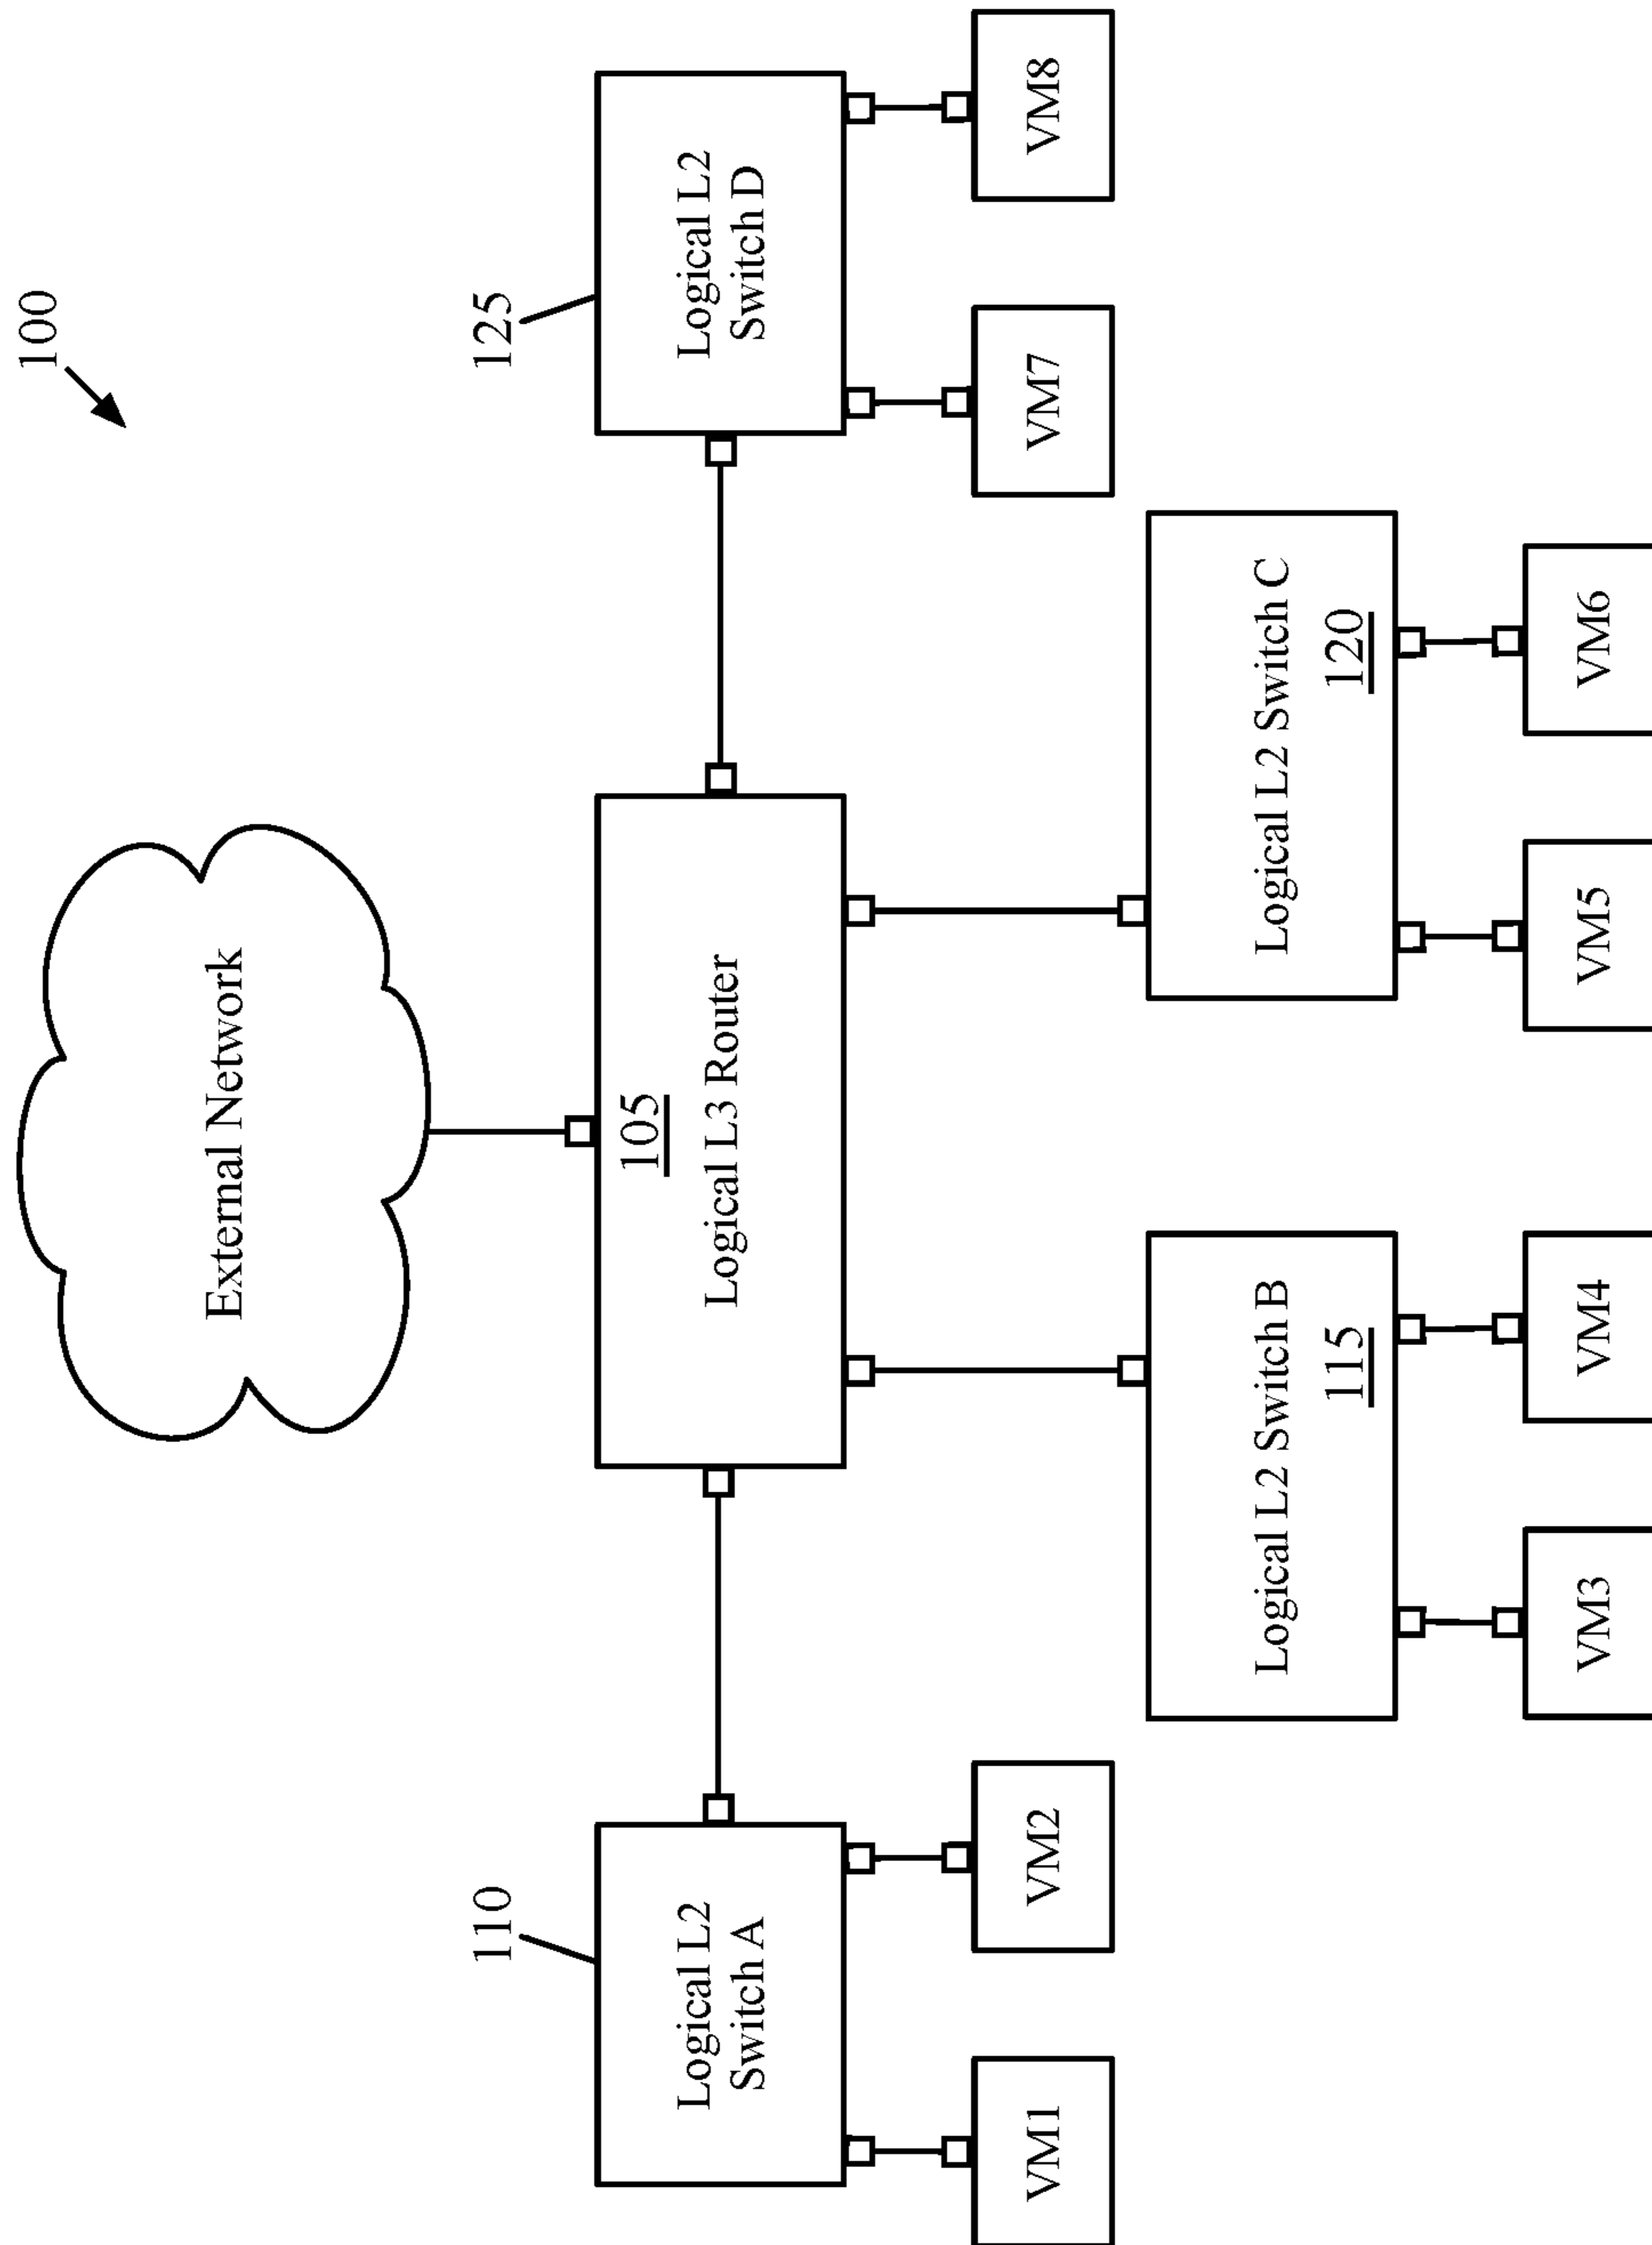 100
External Network
105
Logical L3 Router
110
Logical L2
Switch A
125
Logical L2
Switch D
VM1
VM2
VM7
VM8
Logical L2 Switch B
115
Logical L2 Switch C
120
VM3
VM4
VM5
VM6